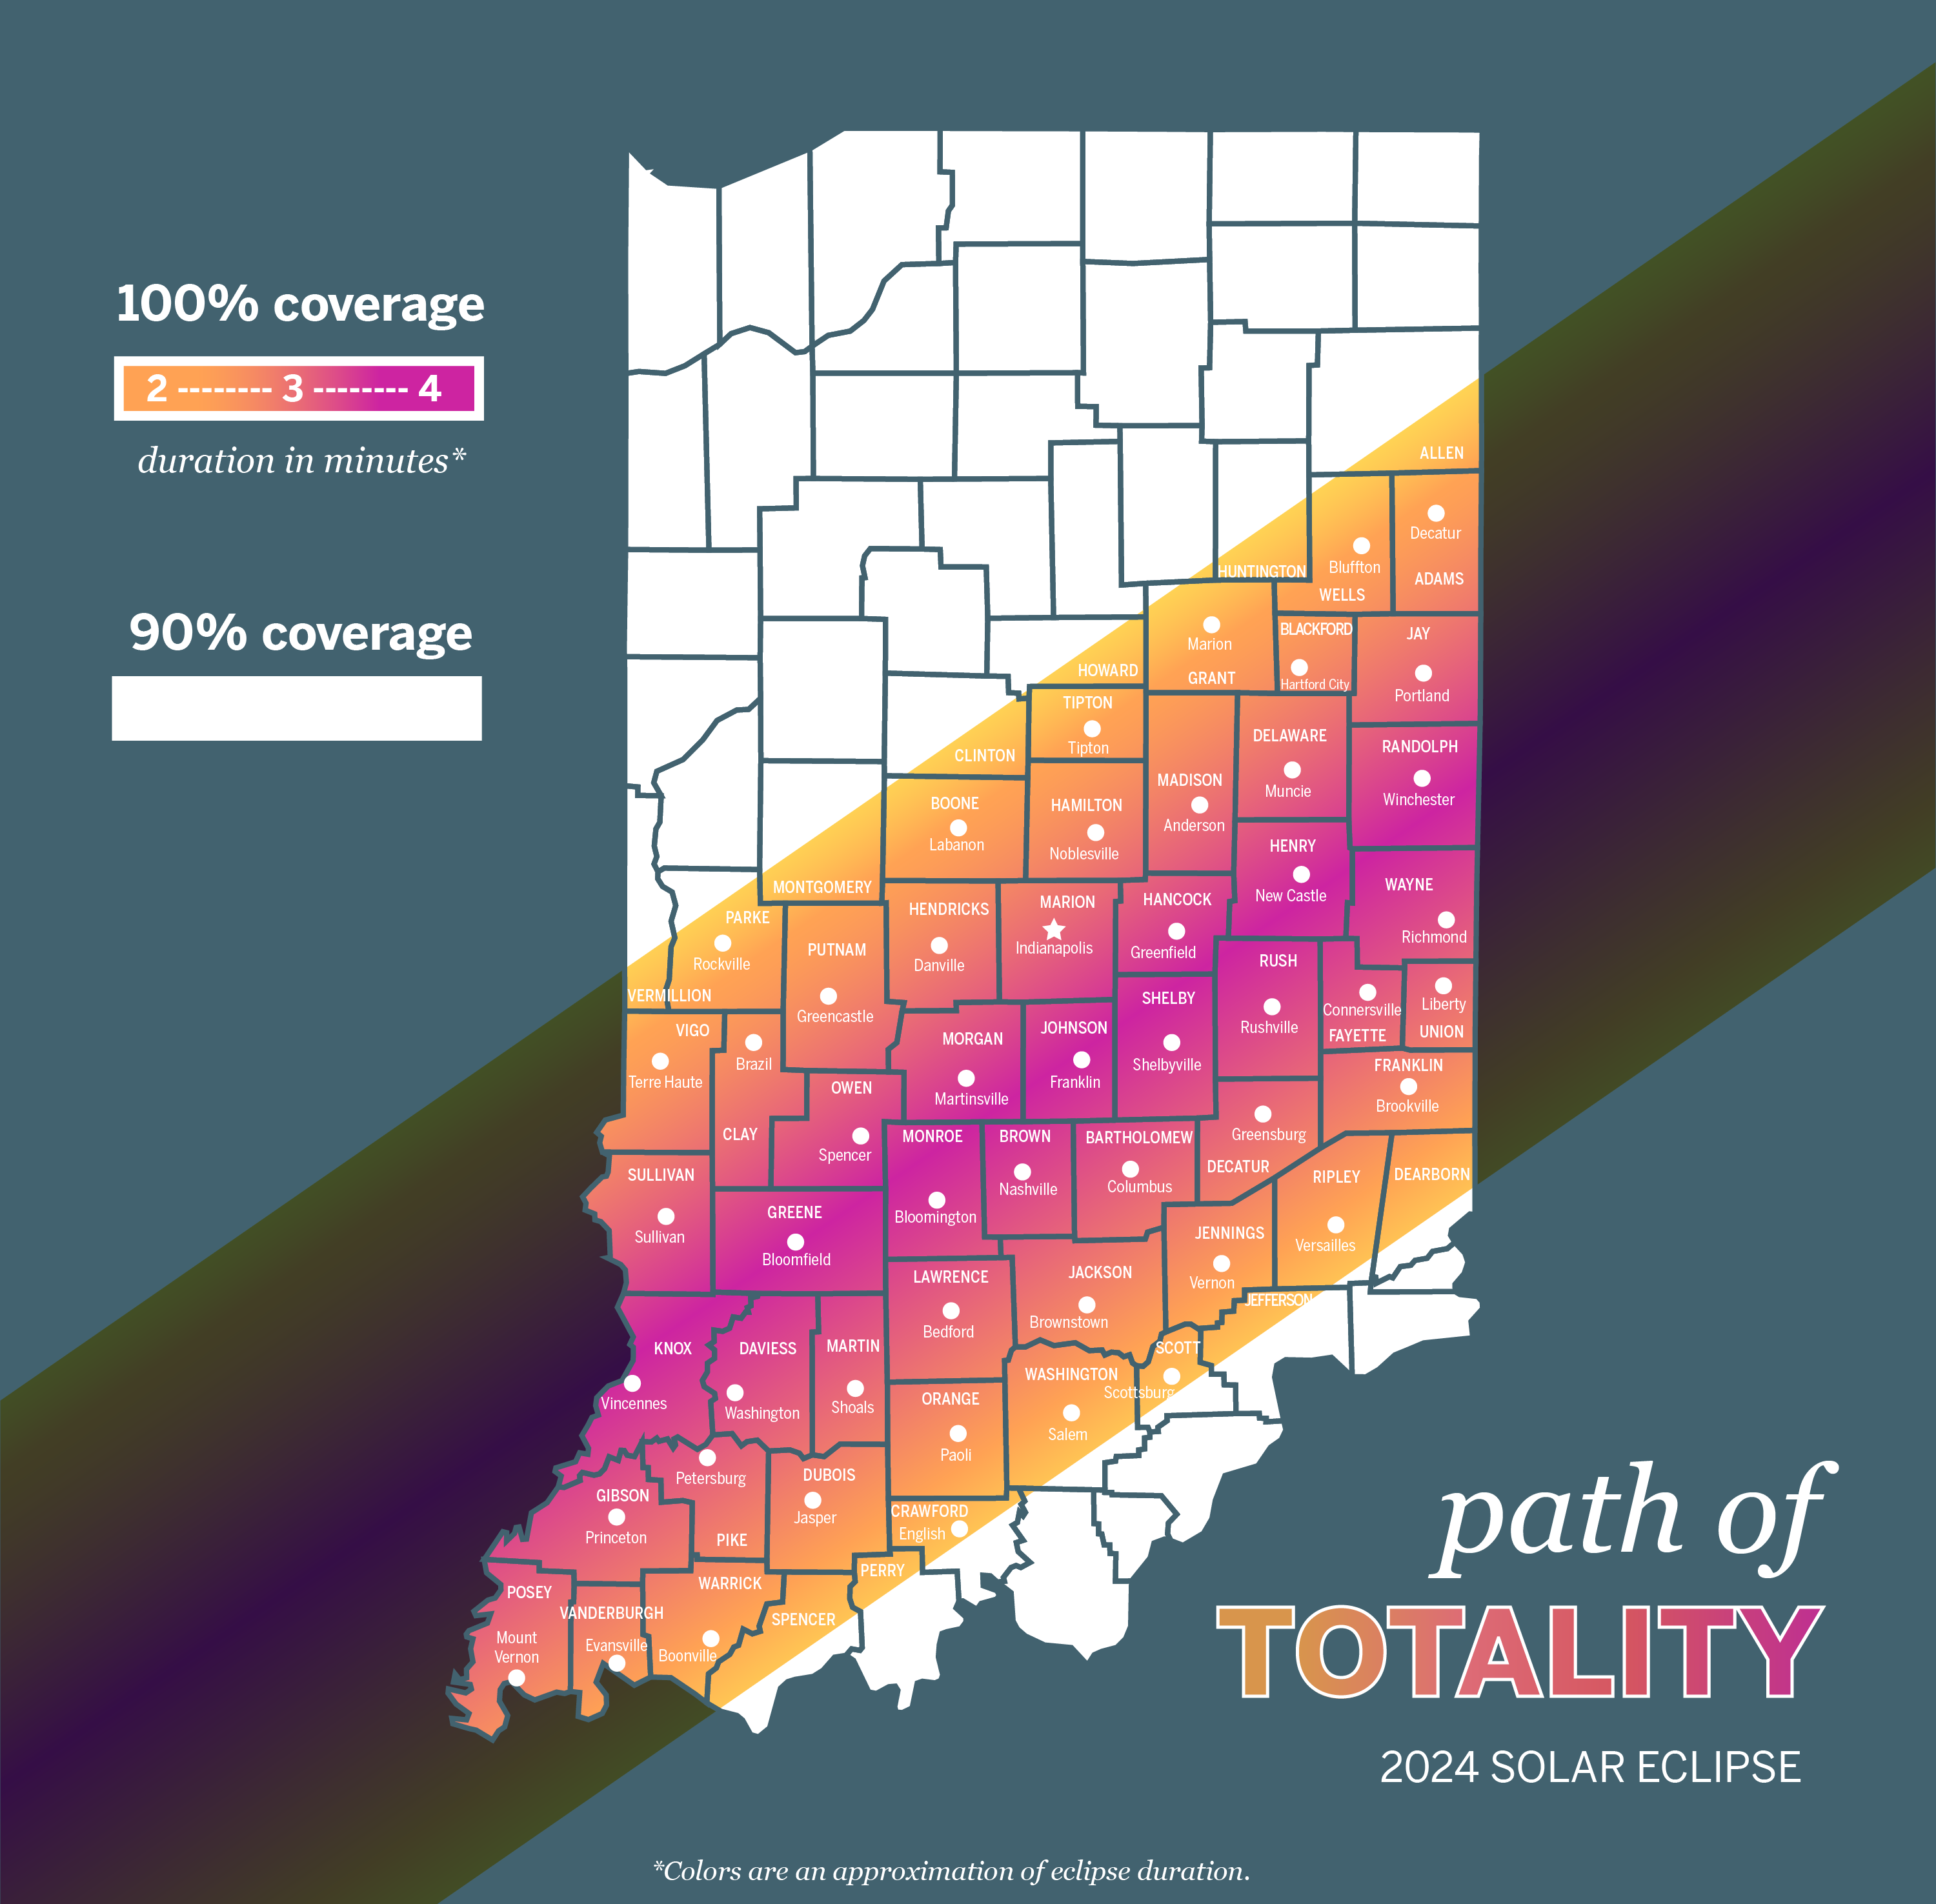 100% coverage
2 -------- 3 -------- 4
duration in minutes*
90% coverage
ALLEN
Decatur
ADAMS
Bluffton
WELLS
HUNTINGTON
Marion
GRANT
BLACKFORD
Hartford City
JAY
Portland
HOWARD
TIPTON
Tipton
CLINTON
DELAWARE
Muncie
RANDOLPH
Winchester
MADISON
Anderson
BOONE
Labanon
HAMILTON
Noblesville
HENRY
New Castle
WAYNE
Richmond
MONTGOMERY
PARKE
Rockville
VERMILLION
PUTNAM
Greencastle
HENDRICKS
Danville
MARION
Indianapolis
HANCOCK
Greenfield
RUSH
Rushville
SHELBY
Shelbyville
Connersville
FAYETTE
Liberty
UNION
VIGO
Terre Haute
Brazil
CLAY
OWEN
Spencer
MORGAN
Martinsville
JOHNSON
Franklin
FRANKLIN
Brookville
Greensburg
DECATUR
SULLIVAN
Sullivan
GREENE
Bloomfield
MONROE
Bloomington
BROWN
Nashville
BARTHOLOMEW
Columbus
RIPLEY
Versailles
DEARBORN
JENNINGS
Vernon
JEFFERSON
LAWRENCE
Bedford
JACKSON
Brownstown
KNOX
Vincennes
DAVIESS
Washington
MARTIN
Shoals
ORANGE
Paoli
WASHINGTON
Salem
SCOTT
Scottsburg
Petersburg
PIKE
DUBOIS
Jasper
CRAWFORD
English
GIBSON
Princeton
POSEY
Mount
Vernon
VANDERBURGH
Evansville
WARRICK
Boonville
SPENCER
PERRY
path of
TOTALITY
2024 SOLAR ECLIPSE
*Colors are an approximation of eclipse duration.